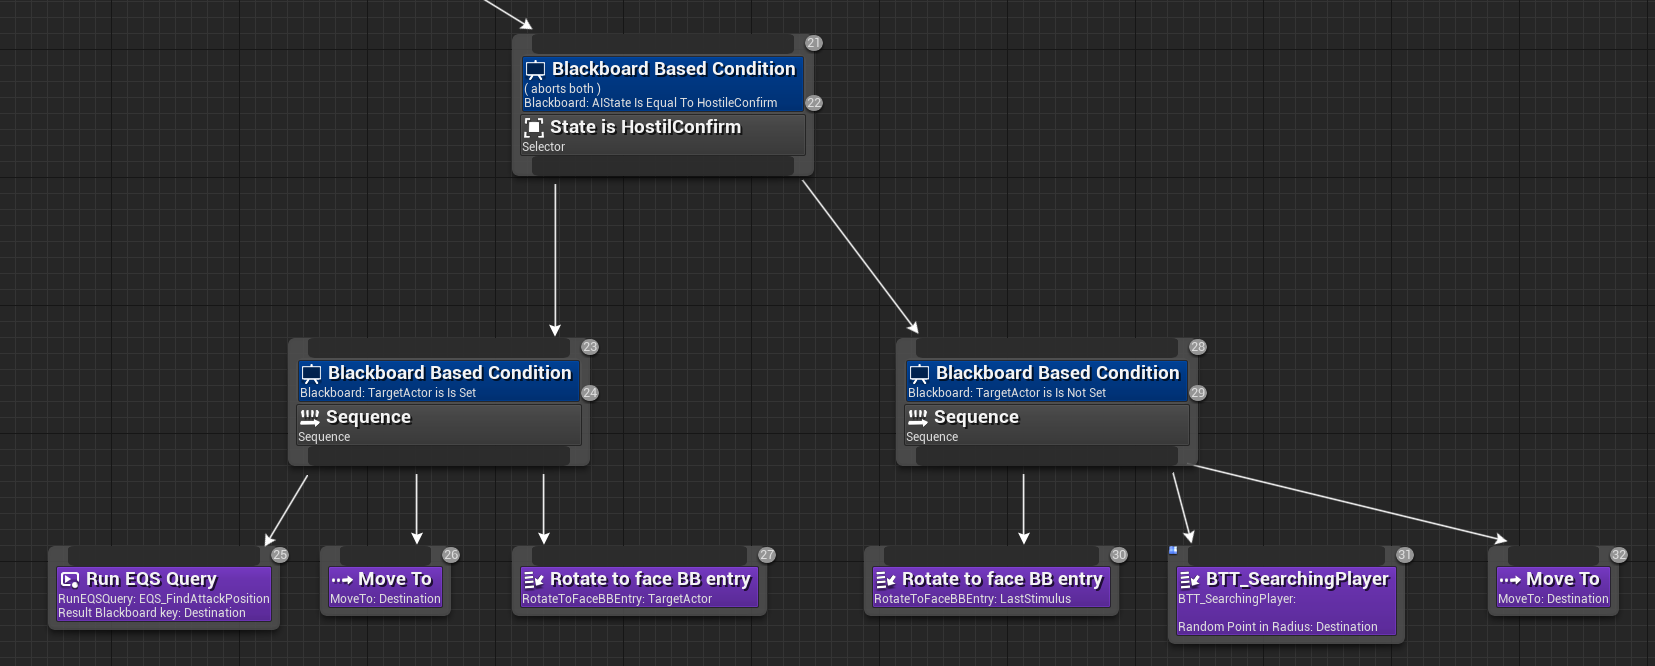 21
Blackboard Based Condition
( aborts both )
Blackboard: AIState Is Equal To HostileConfirm
22
State is HostilConfirm
Selector
23
Blackboard Based Condition
Blackboard: TargetActor is Is Set
24
Sequence
Sequence
28
Blackboard Based Condition
Blackboard: TargetActor is Is Not Set
29
Sequence
Sequence
25
Run EQS Query
RunEQSQuery: EQS_FindAttackPosition
Result Blackboard key: Destination
26
Move To
MoveTo: Destination
27
Rotate to face BB entry
RotateToFaceBBEntry: TargetActor
30
Rotate to face BB entry
RotateToFaceBBEntry: LastStimulus
31
BTT_SearchingPlayer
BTT_SearchingPlayer:
Random Point in Radius: Destination
32
Move To
MoveTo: Destination